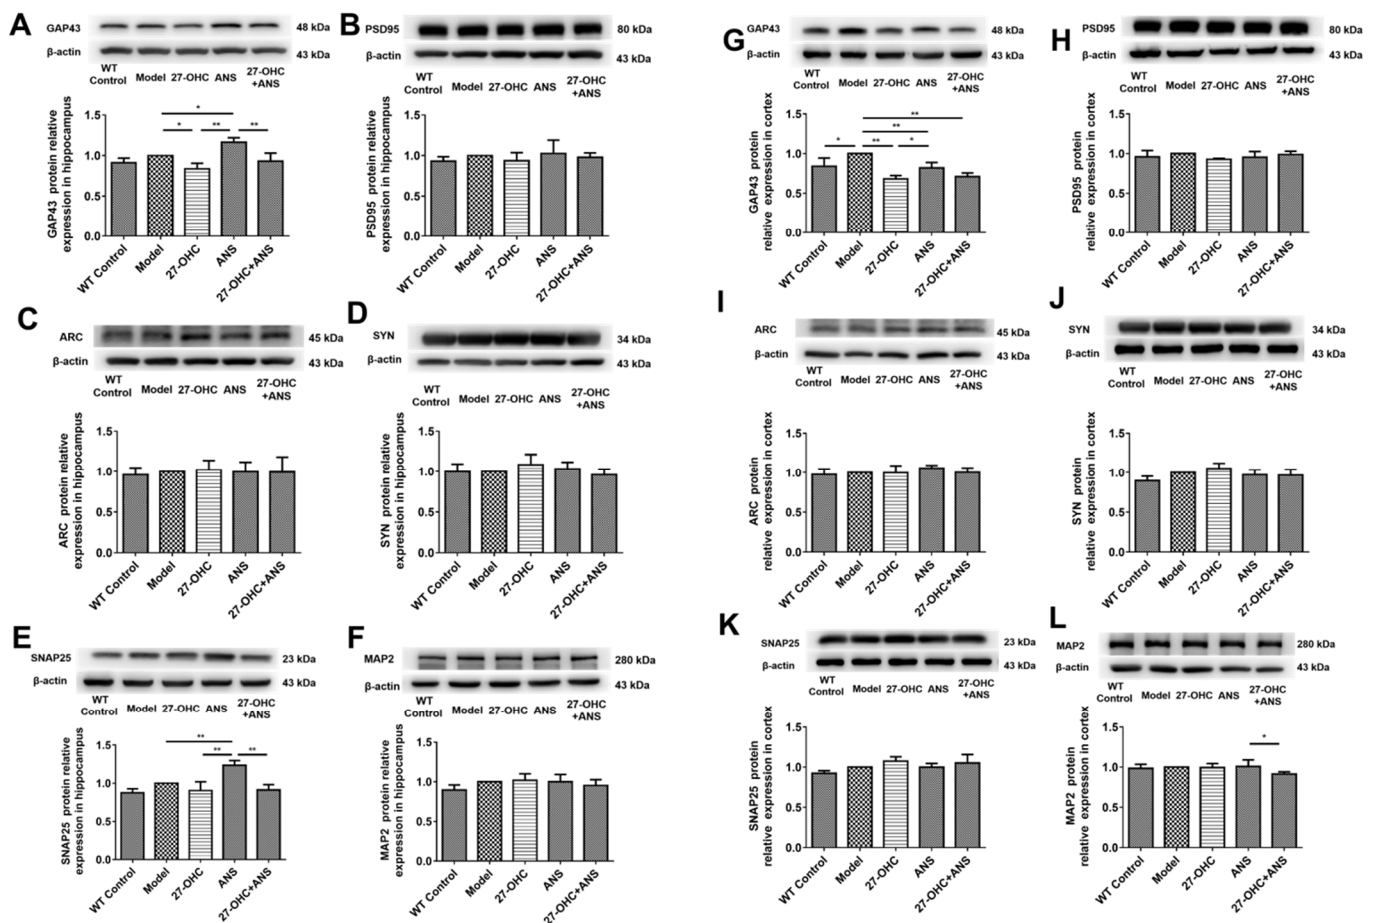 A
GAP43
48 kDa
β-actin
43 kDa
WT Control
Model
27-OHC
ANS
27-OHC +ANS
GAP43 protein relative
expression in hippocampus
1.5
1.0
0.5
0.0
*
*
**
**
WT Control
Model
27-OHC
ANS
27-OHC+ANS
B
PSD95
80 kDa
β-actin
43 kDa
WT Control
Model
27-OHC
ANS
27-OHC +ANS
PSD95 protein relative
expression in hippocampus
1.5
1.0
0.5
0.0
WT Control
Model
27-OHC
ANS
27-OHC+ANS
G
GAP43
48 kDa
β-actin
43 kDa
WT Control
Model
27-OHC
ANS
27-OHC +ANS
GAP43 protein
relative expression in cortex
1.5
1.0
0.5
0.0
**
**
*
**
*
WT Control
Model
27-OHC
ANS
27-OHC+ANS
H
PSD95
80 kDa
β-actin
43 kDa
WT Control
Model
27-OHC
ANS
27-OHC +ANS
PSD95 protein
relative expression in cortex
1.5
1.0
0.5
0.0
WT Control
Model
27-OHC
ANS
27-OHC+ANS
C
ARC
45 kDa
β-actin
43 kDa
WT Control
Model
27-OHC
ANS
27-OHC +ANS
ARC protein relative
expression in hippocampus
1.5
1.0
0.5
0.0
WT Control
Model
27-OHC
ANS
27-OHC+ANS
D
SYN
34 kDa
β-actin
43 kDa
WT Control
Model
27-OHC
ANS
27-OHC +ANS
SYN protein relative
expression in hippocampus
1.5
1.0
0.5
0.0
WT Control
Model
27-OHC
ANS
27-OHC+ANS
I
ARC
45 kDa
β-actin
43 kDa
WT Control
Model
27-OHC
ANS
27-OHC +ANS
ARC protein
relative expression in cortex
1.5
1.0
0.5
0.0
WT Control
Model
27-OHC
ANS
27-OHC+ANS
J
SYN
34 kDa
β-actin
43 kDa
WT Control
Model
27-OHC
ANS
27-OHC +ANS
SYN protein
relative expression in cortex
1.5
1.0
0.5
0.0
WT Control
Model
27-OHC
ANS
27-OHC+ANS
E
SNAP25
23 kDa
β-actin
43 kDa
WT Control
Model
27-OHC
ANS
27-OHC +ANS
SNAP25 protein relative
expression in hippocampus
1.5
1.0
0.5
0.0
**
**
**
WT Control
Model
27-OHC
ANS
27-OHC+ANS
F
MAP2
280 kDa
β-actin
43 kDa
WT Control
Model
27-OHC
ANS
27-OHC +ANS
MAP2 protein relative
expression in hippocampus
1.5
1.0
0.5
0.0
WT Control
Model
27-OHC
ANS
27-OHC+ANS
K
SNAP25
23 kDa
β-actin
43 kDa
WT Control
Model
27-OHC
ANS
27-OHC +ANS
SNAP25 protein
relative expression in cortex
1.5
1.0
0.5
0.0
WT Control
Model
27-OHC
ANS
27-OHC+ANS
L
MAP2
280 kDa
β-actin
43 kDa
WT Control
Model
27-OHC
ANS
27-OHC +ANS
MAP2 protein
relative expression in cortex
1.5
1.0
0.5
0.0
*
WT Control
Model
27-OHC
ANS
27-OHC+ANS